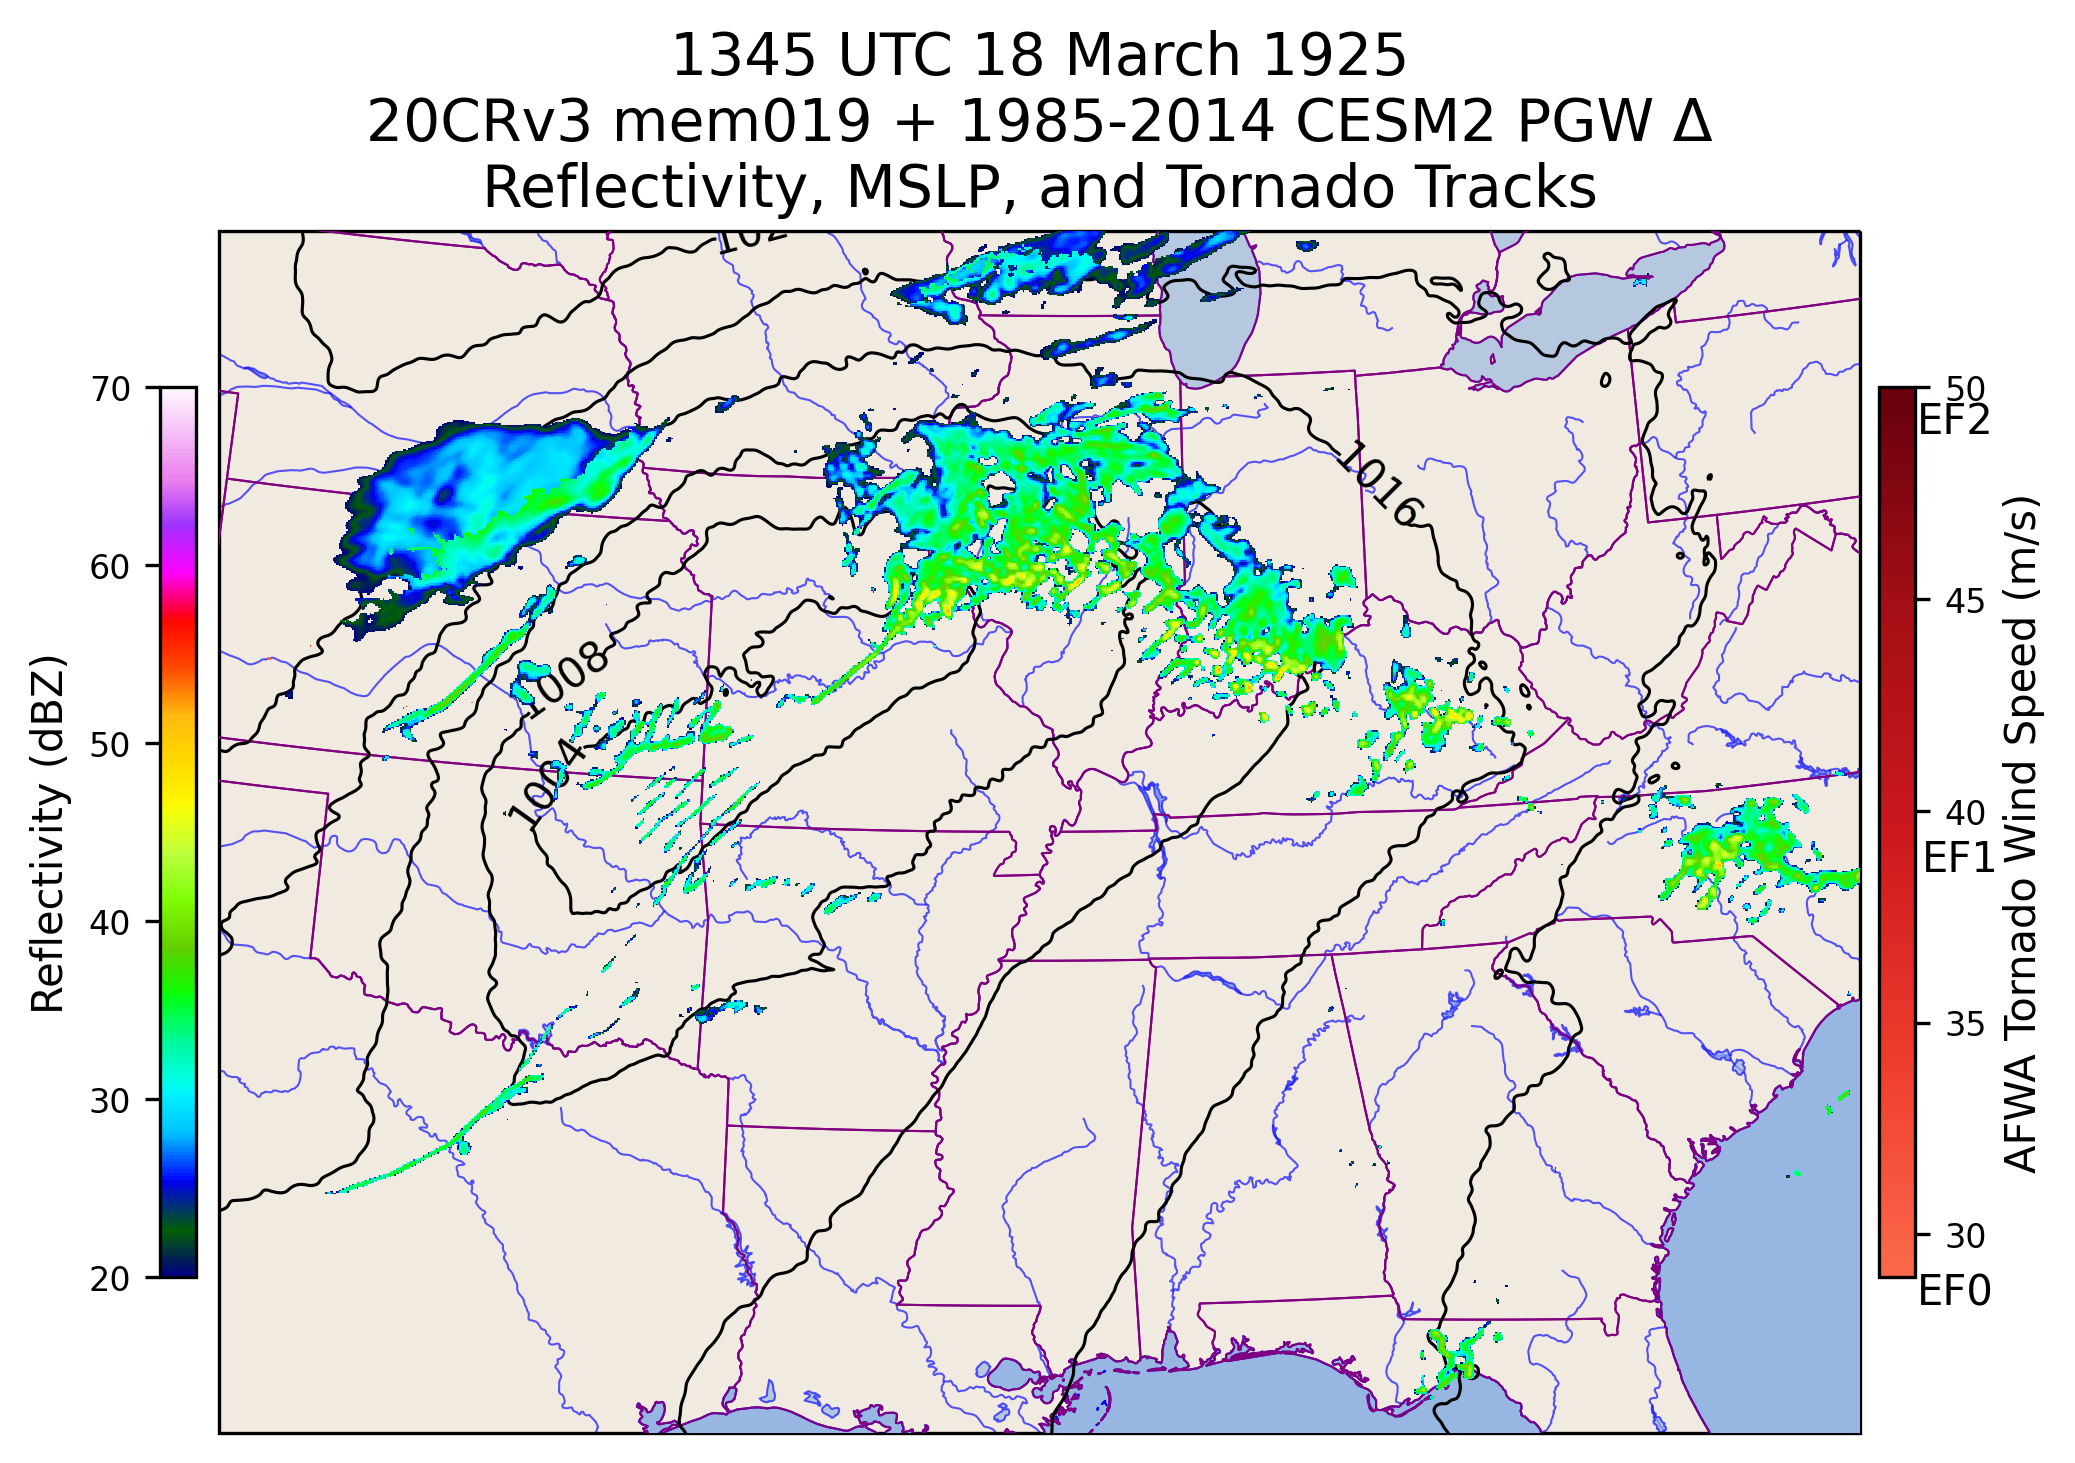 1345 UTC 18 March 1925
20CRv3 mem019 + 1985-2014 CESM2 PGW Δ
Reflectivity, MSLP, and Tornado Tracks
102
1016
1008
1004
70
60
50
40
30
20
Reflectivity (dBZ)
50
EF2
45
40
EF1
35
30
EF0
AFWA Tornado Wind Speed (m/s)